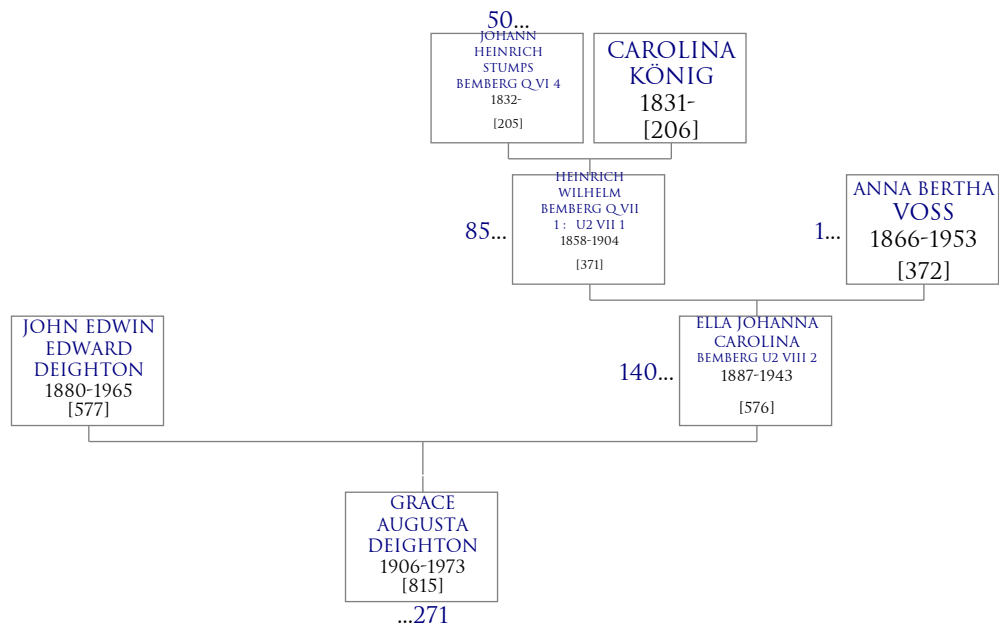 50...
JOHANN
HEINRICH
STUMPS
BEMBERG Q VI 4
1832-
[205]
CAROLINA
KÖNIG
1831-
[206]
HEINRICH
WILHELM
BEMBERG Q VII
1 : U2 VII 1
1858-1904
[371]
85...
ANNA BERTHA
VOSS
1866-1953
[372]
1...
JOHN EDWIN
EDWARD
DEIGHTON
1880-1965
[577]
ELLA JOHANNA
CAROLINA
BEMBERG U2 VIII 2
1887-1943
[576]
140...
GRACE
AUGUSTA
DEIGHTON
1906-1973
[815]
...271